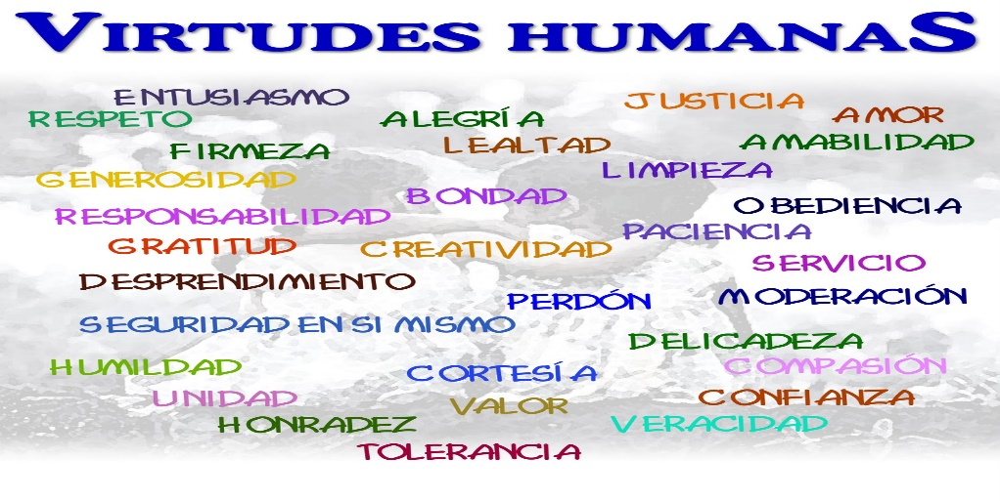 VIRTUDES HUMANAS
ENTUSIASMO
JUSTICIA
RESPETO
ALEGRÍA
AMOR
FIRMEZA
LEALTAD
AMABILIDAD
GENEROSIDAD
LIMPIEZA
BONDAD
OBEDIENCIA
RESPONSABILIDAD
PACIENCIA
GRATITUD
CREATIVIDAD
SERVICIO
DESPRENDIMIENTO
PERDÓN
MODERACIÓN
SEGURIDAD EN SI MISMO
DELICADEZA
HUMILDAD
CORTESÍA
COMPASIÓN
UNIDAD
VALOR
CONFIANZA
HONRADEZ
VERACIDAD
TOLERANCIA